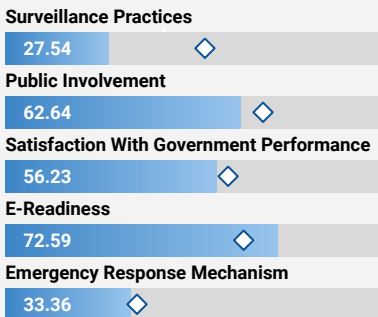 Surveillance Practices
27.54
Public Involvement
62.64
Satisfaction With Government Performance
56.23
E-Readiness
72.59
Emergency Response Mechanism
33.36